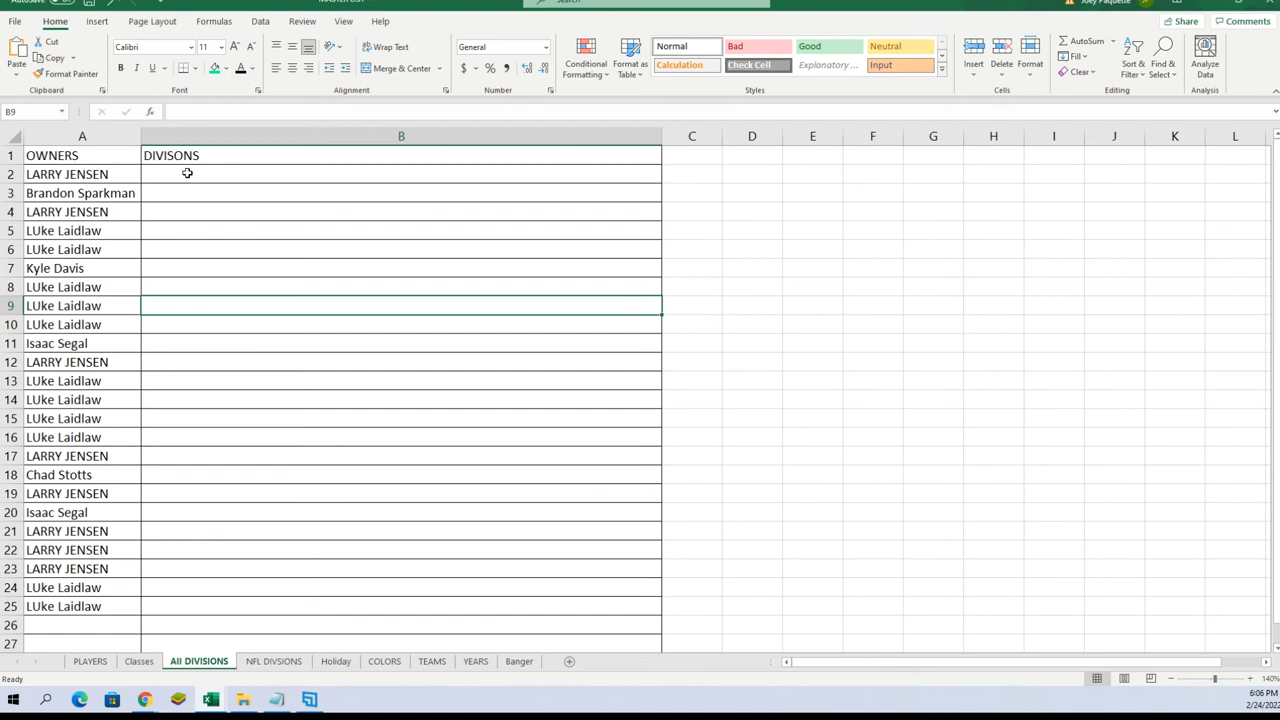 File Home Insert Page Layout Formulas Data Review View Help Share Comments
Cut Calibri 11 Wrap Text General Normal Bad Good Neutral AutoSum
Copy Fill
Paste Format Painter B I U Merge & Center $ % Conditional Formatting Format as Table Calculation Check Cell Explanatory ... Input Insert Delete Format Clear Sort & Filter Find & Select Analyze Data
Clipboard Font Alignment Number Styles Cells Editing Analysis
B9 fx
A B C D E F G H I J K L
1 OWNERS DIVISONS
2 LARRY JENSEN
3 Brandon Sparkman
4 LARRY JENSEN
5 LUke Laidlaw
6 LUke Laidlaw
7 Kyle Davis
8 LUke Laidlaw
9 LUke Laidlaw
10 LUke Laidlaw
11 Isaac Segal
12 LARRY JENSEN
13 LUke Laidlaw
14 LUke Laidlaw
15 LUke Laidlaw
16 LUke Laidlaw
17 LARRY JENSEN
18 Chad Stotts
19 LARRY JENSEN
20 Isaac Segal
21 LARRY JENSEN
22 LARRY JENSEN
23 LARRY JENSEN
24 LUke Laidlaw
25 LUke Laidlaw
26
27
PLAYERS Classes All DIVISIONS NFL DIVSIONS Holiday COLORS TEAMS YEARS Banger
Ready 140%
6:06 PM